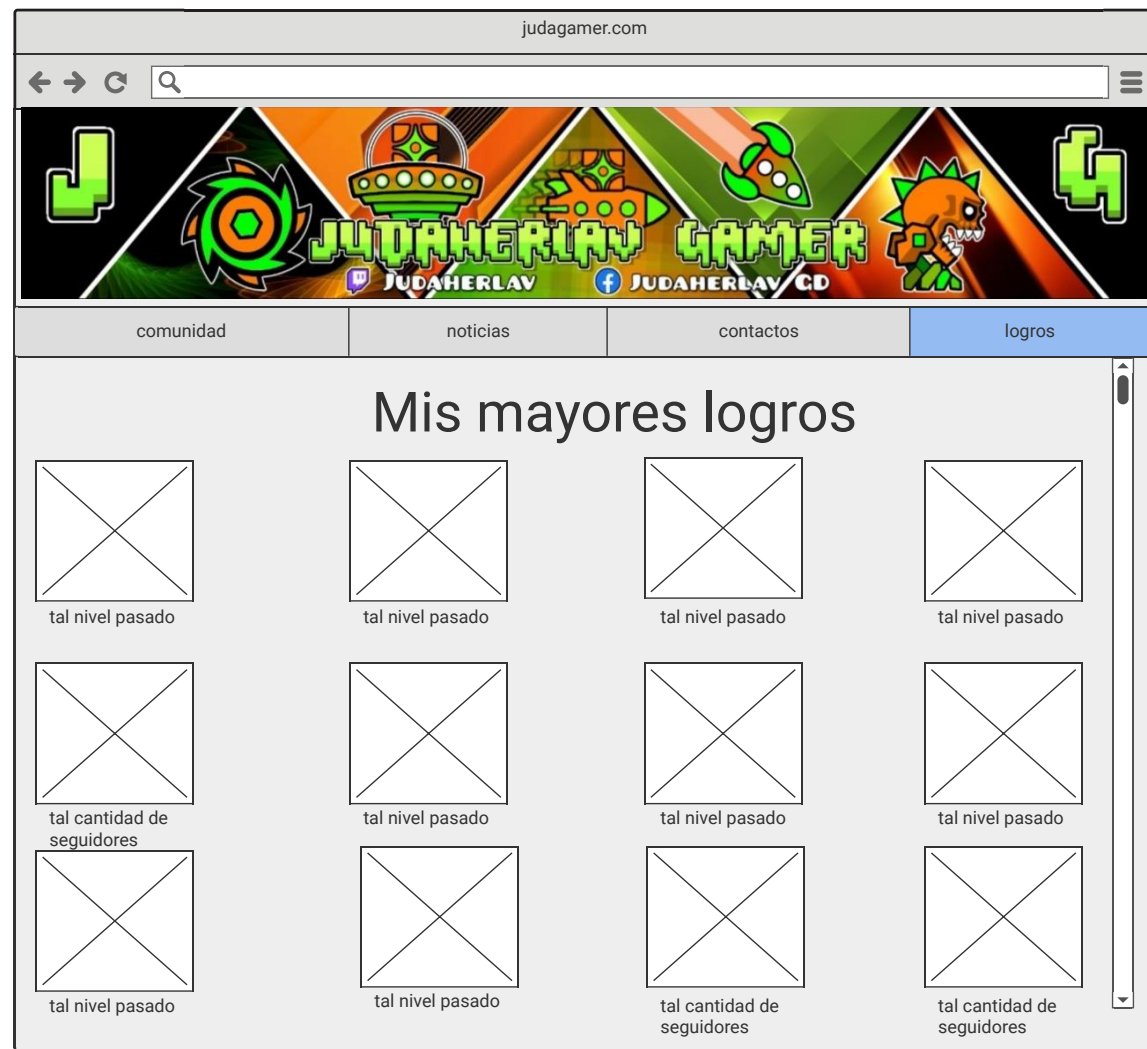 judagamer.com
J
G
JUDAHERLAV GAMER
JUDAHERLAV
JUDAHERLAV GD
comunidad
noticias
contactos
logros
Mis mayores logros
tal nivel pasado
tal nivel pasado
tal nivel pasado
tal nivel pasado
tal cantidad de
seguidores
tal nivel pasado
tal nivel pasado
tal nivel pasado
tal nivel pasado
tal nivel pasado
tal cantidad de
seguidores
tal cantidad de
seguidores